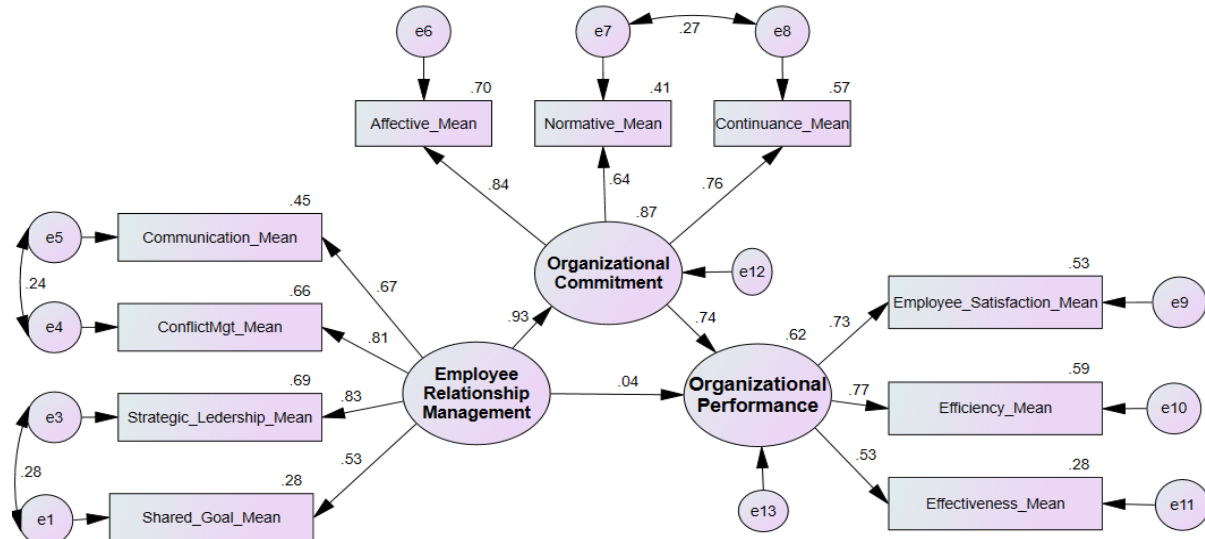 e6
e7
.27
e8
.70
.41
.57
Affective_Mean
Normative_Mean
Continuance_Mean
.84
.64
.76
.45
.87
e5
Communication_Mean
Organizational
Commitment
e12
.53
.24
.66
.67
Employee_Satisfaction_Mean
e9
e4
ConflictMgt_Mean
.93
.74
.73
.81
.62
.69
Employee
Relationship
Management
.04
Organizational
Performance
.59
e3
Strategic_Ledership_Mean
.83
.77
Efficiency_Mean
e10
.28
.53
.53
.28
.28
e1
Shared_Goal_Mean
e13
Effectiveness_Mean
e11